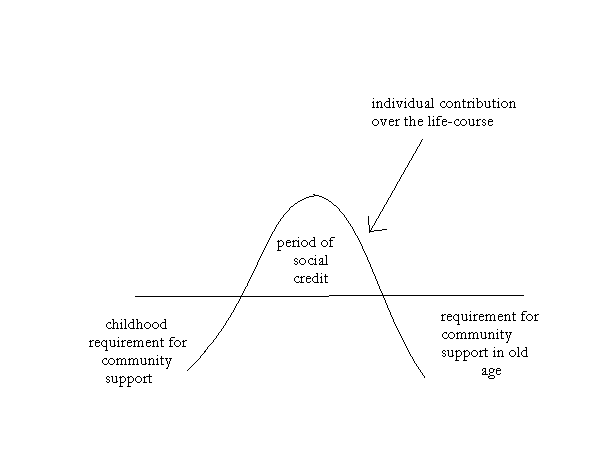 individual contribution
over the life-course
period of
social
credit
childhood
requirement for
community
support
requirement for
community
support in old
age